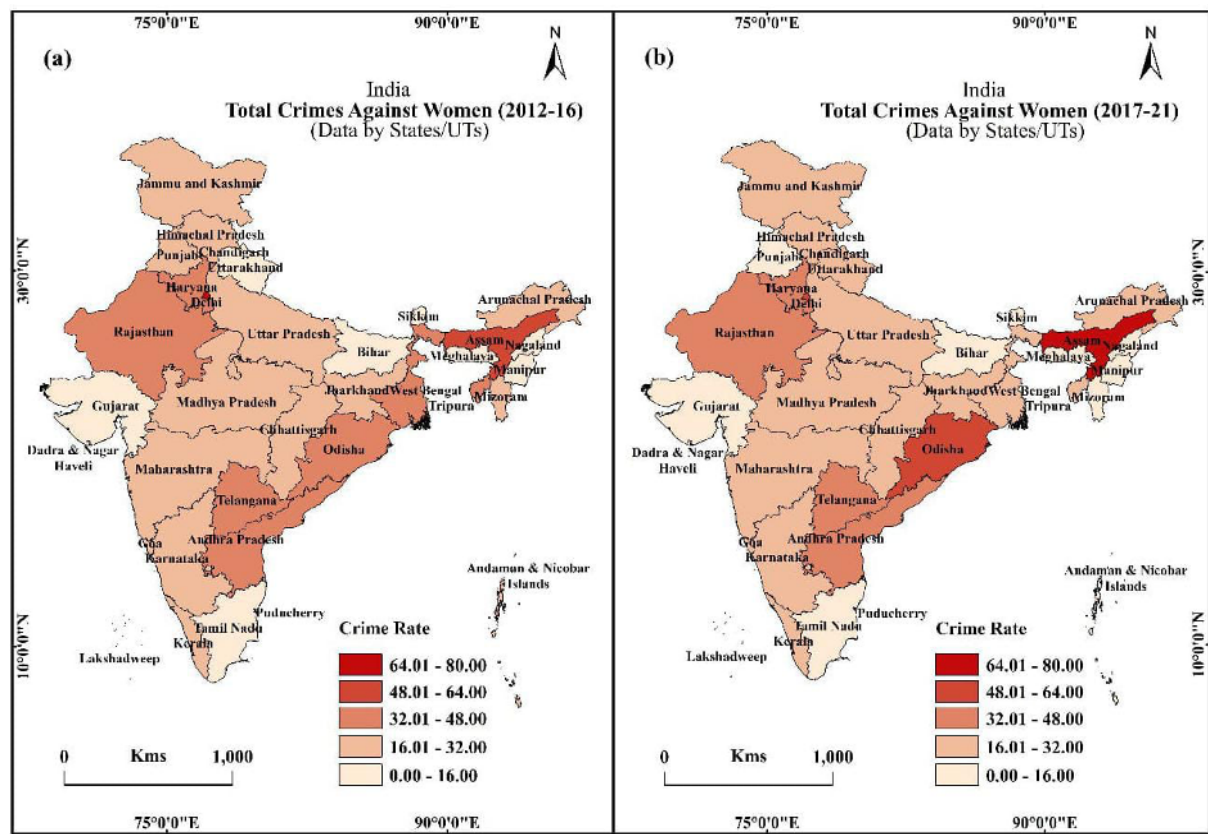 75°0'0"E
90°0'0"E
(a)
N
India
Total Crimes Against Women (2012-16)
(Data by States/UTs)
Jammu and Kashmir
Himachal Pradesh
Punjab
Chandigarh
Uttarakhand
30°0'0"N
Haryana
Delhi
Rajasthan
Uttar Pradesh
Bihar
Sikkim
Arunachal Pradesh
Assam
Nagaland
Meghalaya
Manipur
Mizoram
Tripura
Gujarat
Madhya Pradesh
Jharkhand
West Bengal
Chhattisgarh
Dadra & Nagar
Haveli
Maharashtra
Odisha
Telangana
Andhra Pradesh
Goa
Karnataka
Andaman & Nicobar
Islands
Puducherry
Tamil Nadu
Kerala
Lakshadweep
10°0'0"N
Crime Rate
64.01 - 80.00
48.01 - 64.00
32.01 - 48.00
16.01 - 32.00
0.00 - 16.00
0 Kms 1,000
75°0'0"E
90°0'0"E
75°0'0"E
90°0'0"E
(b)
N
India
Total Crimes Against Women (2017-21)
(Data by States/UTs)
Jammu and Kashmir
Himachal Pradesh
Punjab
Chandigarh
Uttarakhand
30°0'0"N
Haryana
Delhi
Rajasthan
Uttar Pradesh
Bihar
Sikkim
Arunachal Pradesh
Assam
Nagaland
Meghalaya
Manipur
Mizoram
Tripura
Gujarat
Madhya Pradesh
Jharkhand
West Bengal
Chhattisgarh
Dadra & Nagar
Haveli
Maharashtra
Odisha
Telangana
Andhra Pradesh
Goa
Karnataka
Andaman & Nicobar
Islands
Puducherry
Tamil Nadu
Kerala
Lakshadweep
10°0'0"N
Crime Rate
64.01 - 80.00
48.01 - 64.00
32.01 - 48.00
16.01 - 32.00
0.00 - 16.00
0 Kms 1,000
75°0'0"E
90°0'0"E